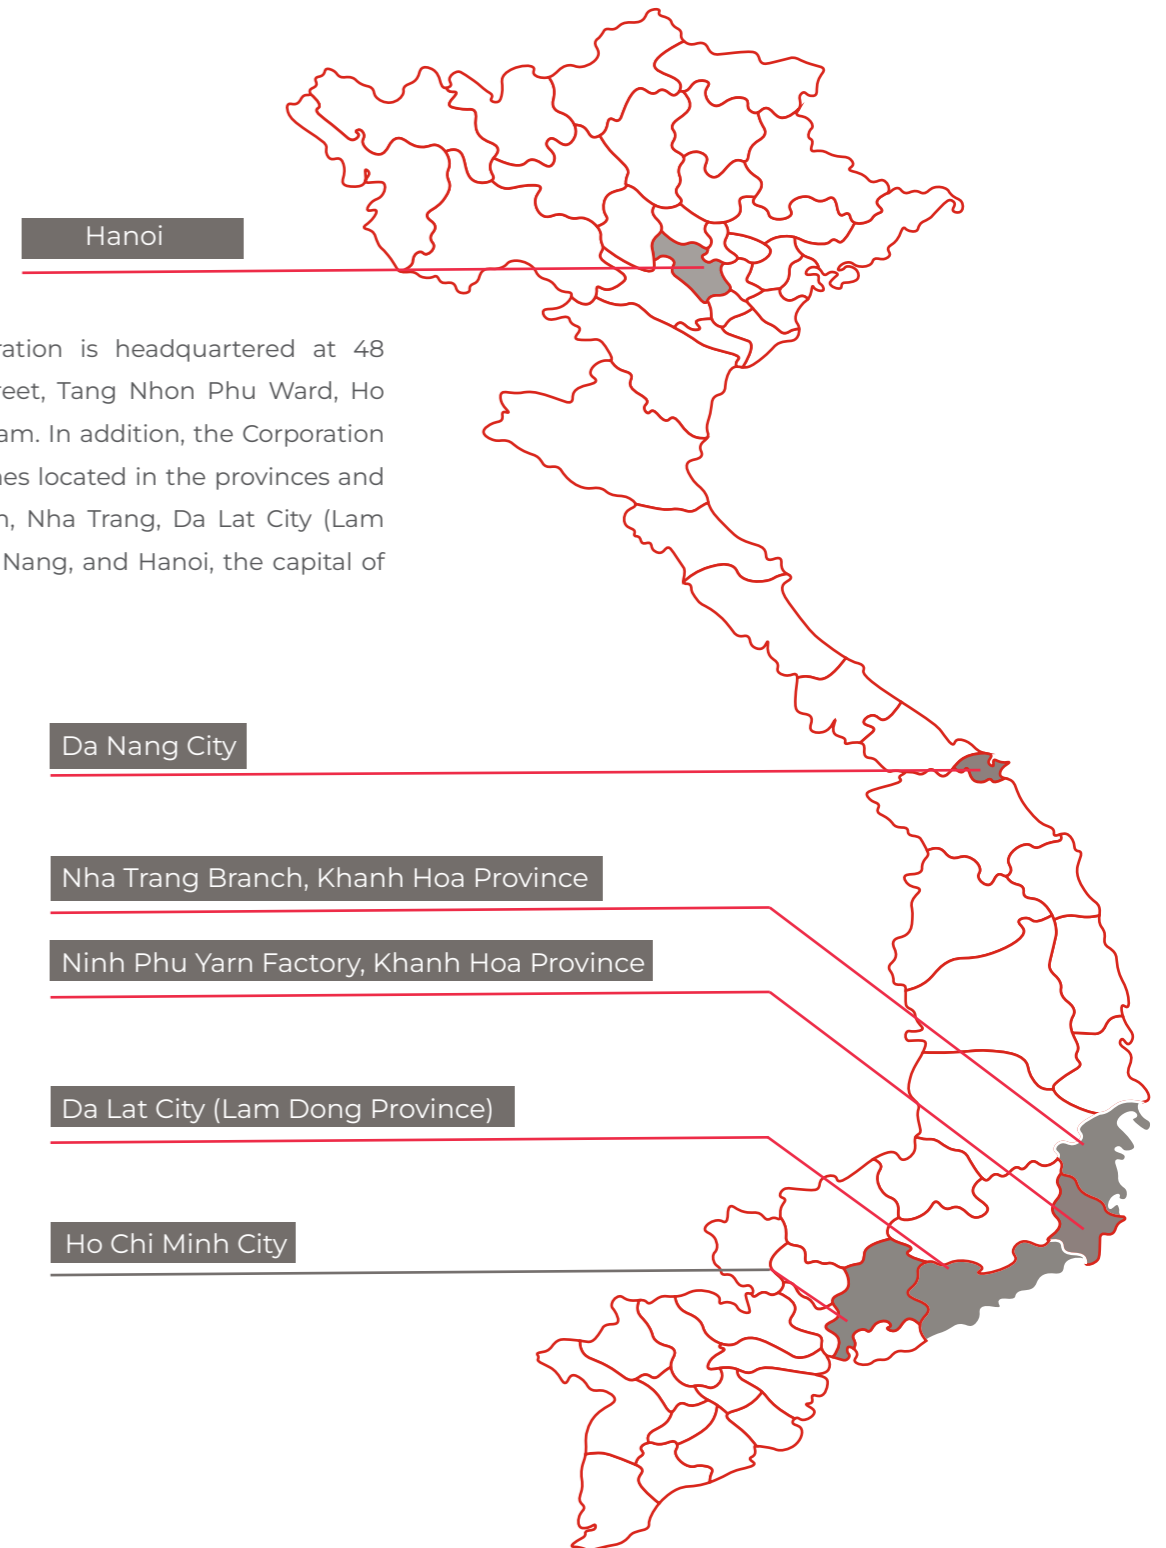 Hanoi
ration is headquartered at 48
reet, Tang Nhon Phu Ward, Ho
am. In addition, the Corporation
nes located in the provinces and
n, Nha Trang, Da Lat City (Lam
Nang, and Hanoi, the capital of
Da Nang City
Nha Trang Branch, Khanh Hoa Province
Ninh Phu Yarn Factory, Khanh Hoa Province
Da Lat City (Lam Dong Province)
Ho Chi Minh City